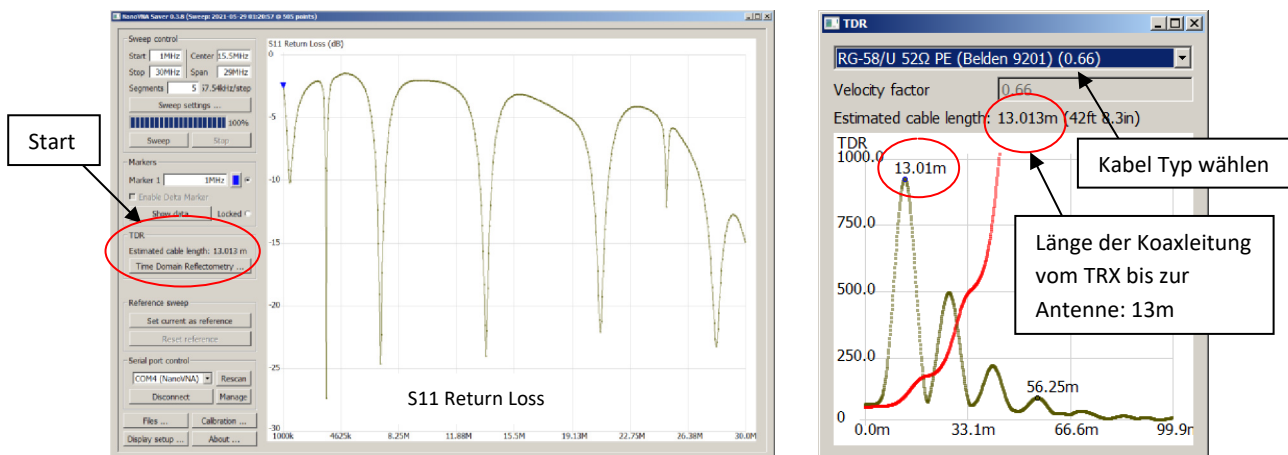 Start
NanoVNA Saver 0.3.8 (Sweep: 2021-05-29 01:20:57 @ 505 points)
Sweep control
Start 1MHz Center 15.5MHz
Stop 30MHz Span 29MHz
Segments 5 57.54kHz/step
Sweep settings ...
100%
Sweep Stop
Markers
Marker 1 1MHz
Enable Delta Marker
Show data Locked
TDR
Estimated cable length: 13.013 m
Time Domain Reflectometry ...
Reference sweep
Set current as reference
Reset reference
Serial port control
COM4 (NanoVNA) Rescan
Disconnect Manage
Files ... Calibration ...
Display setup ... About ...
S11 Return Loss (dB)
0
-5
-10
-15
-20
-25
-30
1000k 4625k 8.25M 11.88M 15.5M 19.13M 22.75M 26.38M 30.0M
S11 Return Loss
TDR
RG-58/U 52Ω PE (Belden 9201) (0.66)
Velocity factor 0.66
Estimated cable length: 13.013m (42ft 8.3in)
TDR
1000.0
750.0
500.0
250.0
0
13.01m
56.25m
0.0m 33.1m 66.6m 99.9m
Kabel Typ wählen
Länge der Koaxleitung
vom TRX bis zur
Antenne: 13m